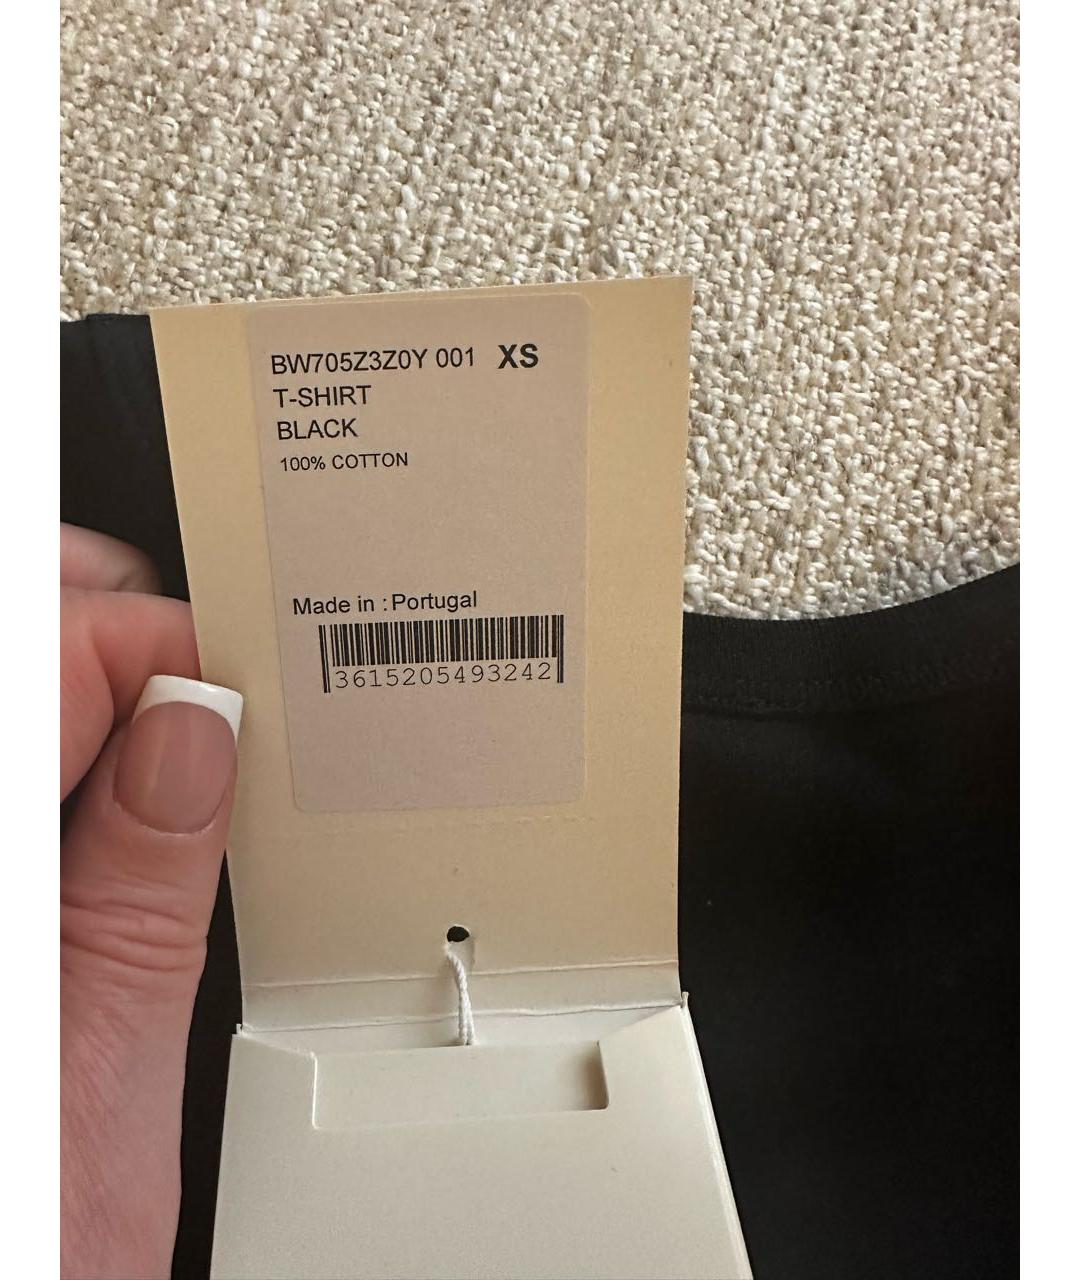 BW705Z3Z0Y 001 XS
T-SHIRT
BLACK
100% COTTON
Made in : Portugal
3615205493242